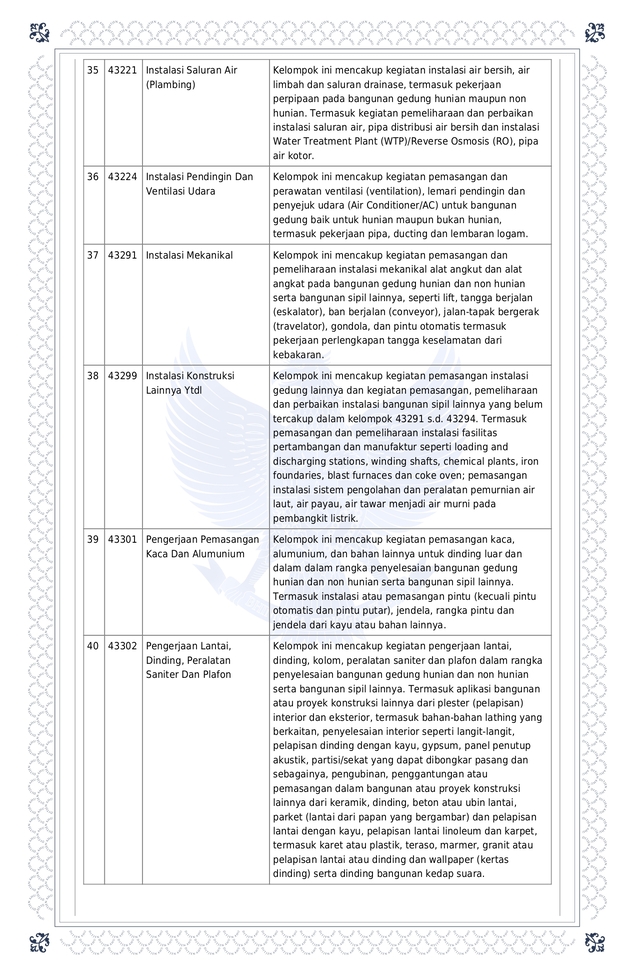 35 43221 Instalasi Saluran Air Kelompok ini mencakup kegiatan instalasi air bersih, air
(Plambing) limbah dan saluran drainase, termasuk pekerjaan
perpipaan pada bangunan gedung hunian maupun non
hunian. Termasuk kegiatan pemeliharaan dan perbaikan
instalasi saluran air, pipa distribusi air bersih dan instalasi
Water Treatment Plant (WTP)/Reverse Osmosis (RO), pipa
air kotor.
36 43224 Instalasi Pendingin Dan Kelompok ini mencakup kegiatan pemasangan dan
Ventilasi Udara perawatan ventilasi (ventilation), lemari pendingin dan
penyejuk udara (Air Conditioner/AC) untuk bangunan
gedung baik untuk hunian maupun bukan hunian,
termasuk pekerjaan pipa, ducting dan lembaran logam.
37 43291 Instalasi Mekanikal Kelompok ini mencakup kegiatan pemasangan dan
pemeliharaan instalasi mekanikal alat angkut dan alat
angkat pada bangunan gedung hunian dan non hunian
serta bangunan sipil lainnya, seperti lift, tangga berjalan
(eskalator), ban berjalan (conveyor), jalan-tapak bergerak
(travelator), gondola, dan pintu otomatis termasuk
pekerjaan perlengkapan tangga keselamatan dari
kebakaran.
38 43299 Instalasi Konstruksi Kelompok ini mencakup kegiatan pemasangan instalasi
Lainnya Ytdl gedung lainnya dan kegiatan pemasangan, pemeliharaan
dan perbaikan instalasi bangunan sipil lainnya yang belum
tercakup dalam kelompok 43291 s.d. 43294. Termasuk
pemasangan dan pemeliharaan instalasi fasilitas
pertambangan dan manufaktur seperti loading and
discharging stations, winding shafts, chemical plants, iron
foundaries, blast furnaces dan coke oven; pemasangan
instalasi sistem pengolahan dan peralatan pemurnian air
laut, air payau, air tawar menjadi air murni pada
pembangkit listrik.
39 43301 Pengerjaan Pemasangan Kelompok ini mencakup kegiatan pemasangan kaca,
Kaca Dan Alumunium alumunium, dan bahan lainnya untuk dinding luar dan
dalam dalam rangka penyelesaian bangunan gedung
hunian dan non hunian serta bangunan sipil lainnya.
Termasuk instalasi atau pemasangan pintu (kecuali pintu
otomatis dan pintu putar), jendela, rangka pintu dan
jendela dari kayu atau bahan lainnya.
40 43302 Pengerjaan Lantai, Kelompok ini mencakup kegiatan pengerjaan lantai,
Dinding, Peralatan dinding, kolom, peralatan saniter dan plafon dalam rangka
Saniter Dan Plafon penyelesaian bangunan gedung hunian dan non hunian
serta bangunan sipil lainnya. Termasuk aplikasi bangunan
atau proyek konstruksi lainnya dari plester (pelapisan)
interior dan eksterior, termasuk bahan-bahan lathing yang
berkaitan, penyelesaian interior seperti langit-langit,
pelapisan dinding dengan kayu, gypsum, panel penutup
akustik, partisi/sekat yang dapat dibongkar pasang dan
sebagainya, pengubinan, penggantungan atau
pemasangan dalam bangunan atau proyek konstruksi
lainnya dari keramik, dinding, beton atau ubin lantai,
parket (lantai dari papan yang bergambar) dan pelapisan
lantai dengan kayu, pelapisan lantai linoleum dan karpet,
termasuk karet atau plastik, teraso, marmer, granit atau
pelapisan lantai atau dinding dan wallpaper (kertas
dinding) serta dinding bangunan kedap suara.